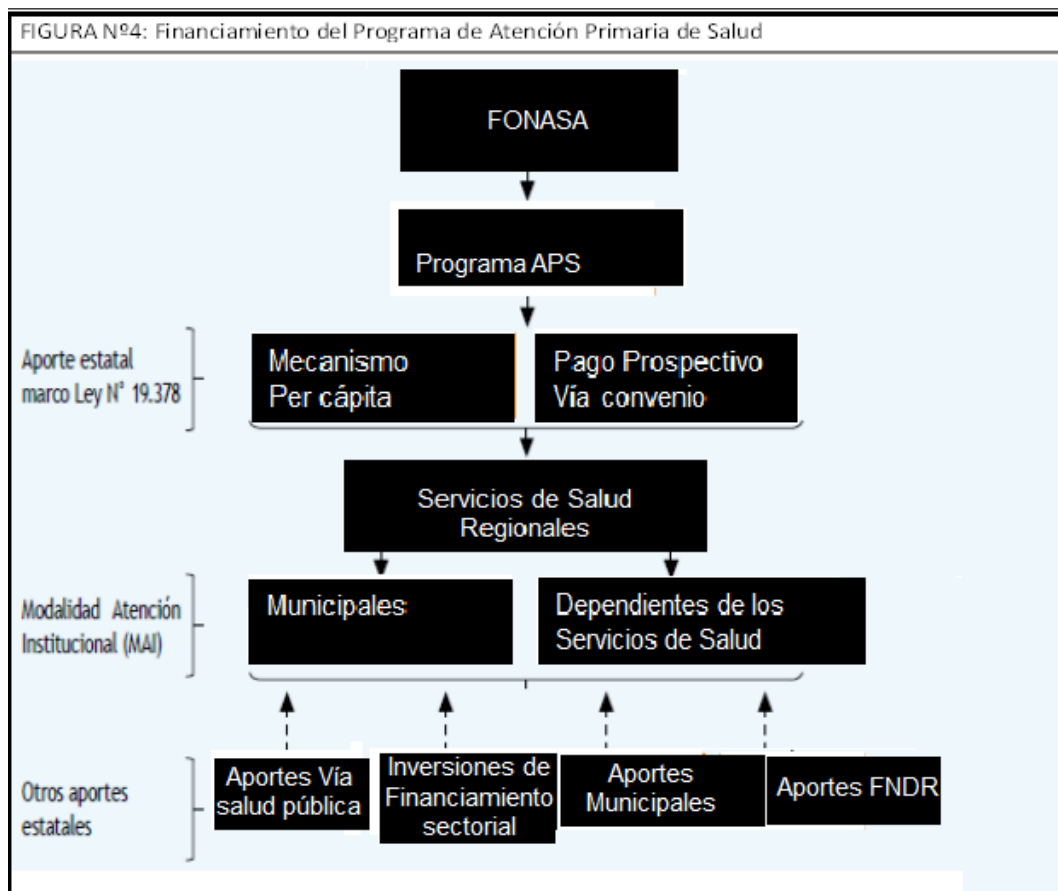 FIGURA Nº4: Financiamiento del Programa de Atención Primaria de Salud
FONASA
Programa APS
Aporte estatal
marco Ley N° 19.378
Mecanismo
Per cápita
Pago Prospectivo
Vía convenio
Servicios de Salud
Regionales
Modalidad Atención
Institucional (MAI)
Municipales
Dependientes de los
Servicios de Salud
Otros aportes
estatales
Aportes Vía
salud pública
Inversiones de
Financiamiento
sectorial
Aportes
Municipales
Aportes FNDR